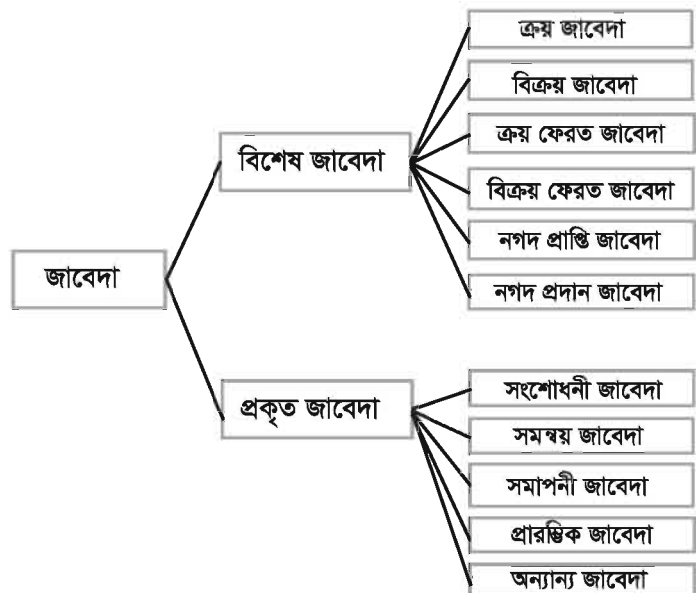 জাবেদা
বিশেষ জাবেদা
ক্রয় জাবেদা
বিক্রয় জাবেদা
ক্রয় ফেরত জাবেদা
বিক্রয় ফেরত জাবেদা
নগদ প্রাপ্তি জাবেদা
নগদ প্রদান জাবেদা
প্রকৃত জাবেদা
সংশোধনী জাবেদা
সমন্বয় জাবেদা
সমাপনী জাবেদা
প্রারম্ভিক জাবেদা
অন্যান্য জাবেদা